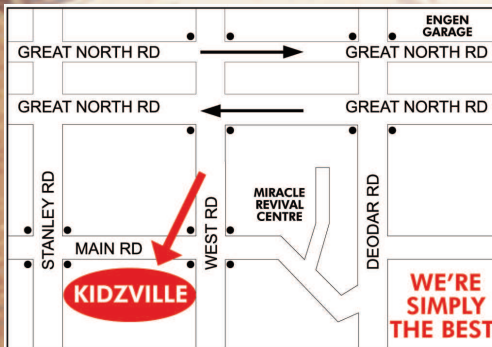 ENGEN
GARAGE
GREAT NORTH RD
GREAT NORTH RD
GREAT NORTH RD
GREAT NORTH RD
STANLEY RD
WEST RD
DEODAR RD
MIRACLE
REVIVAL
CENTRE
MAIN RD
KIDZVILLE
WE'RE
SIMPLY
THE BEST